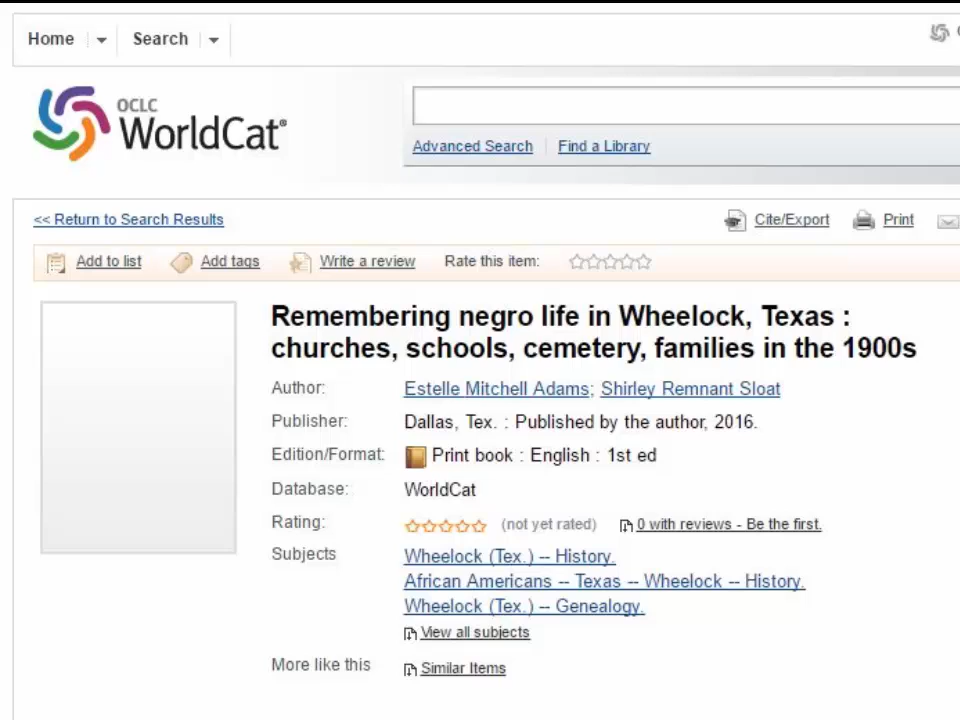 Home
Search
OCLC
WorldCat®
Advanced Search
Find a Library
<< Return to Search Results
Cite/Export
Print
Add to list
Add tags
Write a review
Rate this item:
Remembering negro life in Wheelock, Texas :
churches, schools, cemetery, families in the 1900s
Author: Estelle Mitchell Adams; Shirley Remnant Sloat
Publisher: Dallas, Tex. : Published by the author, 2016.
Edition/Format: Print book : English : 1st ed
Database: WorldCat
Rating: (not yet rated) 0 with reviews - Be the first.
Subjects Wheelock (Tex.) -- History.
African Americans -- Texas -- Wheelock -- History.
Wheelock (Tex.) -- Genealogy.
View all subjects
More like this Similar Items